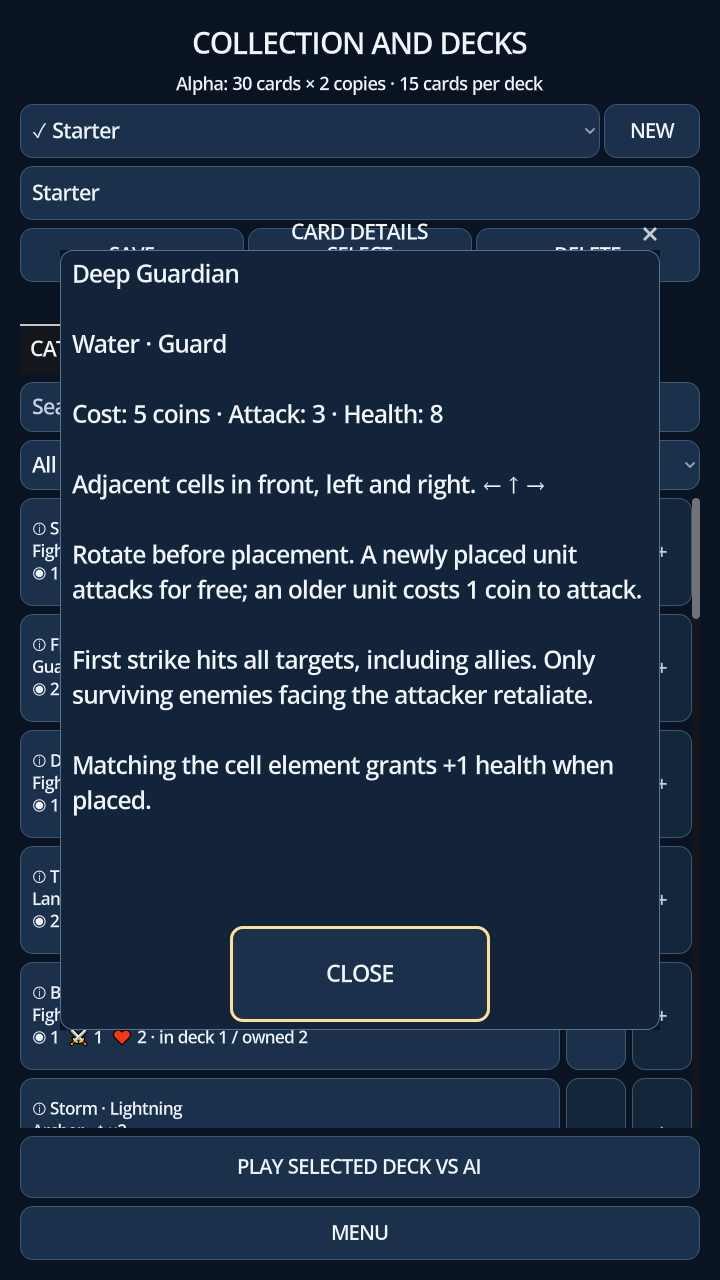 COLLECTION AND DECKS
Alpha: 30 cards × 2 copies · 15 cards per deck
✓ Starter
NEW
Starter
CARD DETAILS
×
Deep Guardian
Water · Guard
Cost: 5 coins · Attack: 3 · Health: 8
Adjacent cells in front, left and right. ← ↑ →
Rotate before placement. A newly placed unit
attacks for free; an older unit costs 1 coin to attack.
First strike hits all targets, including allies. Only
surviving enemies facing the attacker retaliate.
Matching the cell element grants +1 health when
placed.
CLOSE
All
◉ 1 ⚔ 1 ❤ 2 · in deck 1 / owned 2
ⓘ Storm · Lightning
PLAY SELECTED DECK VS AI
MENU